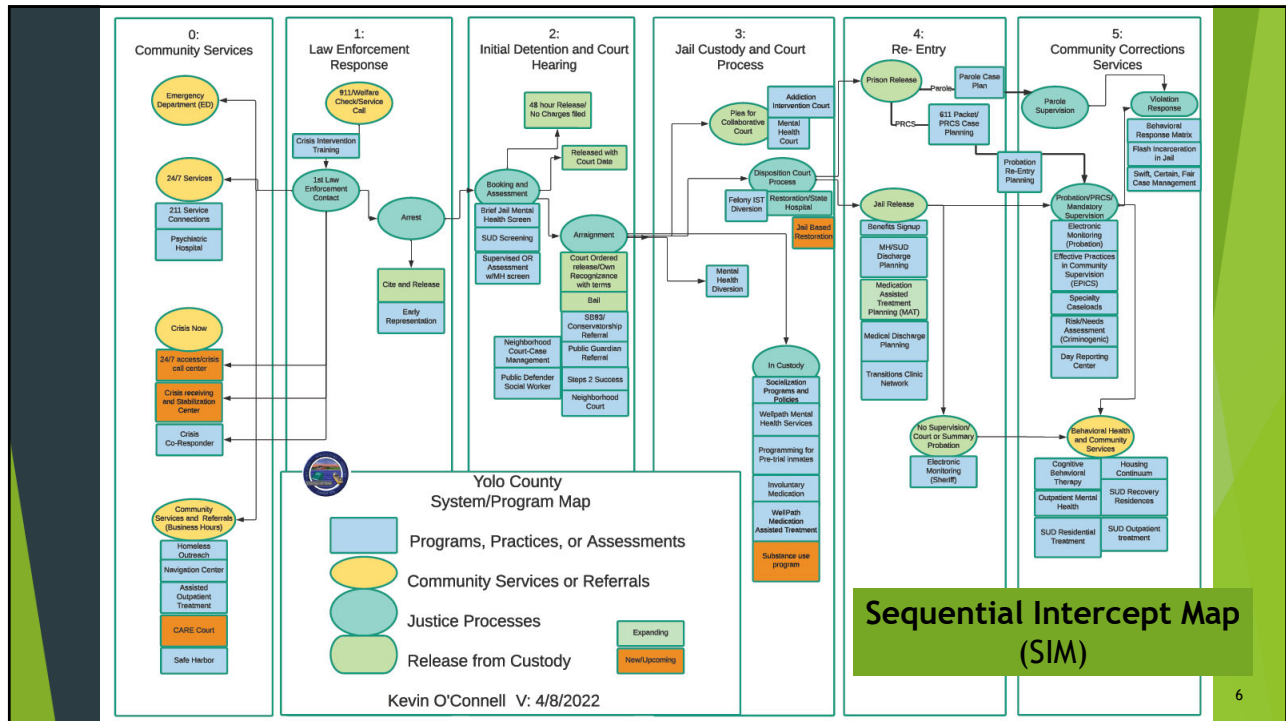 0:
Community Services
Emergency
Department (ED)
24/7 Services
211 Service
Connections
Psychiatric
Hospital
Crisis Now
24/7 access/crisis
call center
Crisis receiving
and Stabilization
Center
Crisis
Co-Responder
Community
Services and Referrals
(Business Hours)
Homeless
Outreach
Navigation Center
Assisted
Outpatient
Treatment
CARE Court
Safe Harbor
1:
Law Enforcement
Response
911/Welfare
Check/Service
Call
Crisis Intervention
Training
1st Law
Enforcement
Contact
Arrest
Cite and Release
Early
Representation
2:
Initial Detention and Court
Hearing
48 hour Release/
No Charges filed
Released with
Court Date
Booking and
Assessment
Brief Jail Mental
Health Screen
SUD Screening
Supervised OR
Assessment
w/MH screen
Arraignment
Court Ordered
release/Own
Recognizance
with terms
Bail
SB93/
Conservatorship
Referral
Neighborhood
Court-Case
Management
Public Guardian
Referral
Public Defender
Social Worker
Steps 2 Success
Neighborhood
Court
3:
Jail Custody and Court
Process
Plea for
Collaborative
Court
Addiction
Intervention Court
Mental
Health
Court
Disposition Court
Process
Felony IST
Diversion
Restoration/State
Hospital
Jail Based
Restoration
Mental
Health
Diversion
In Custody
Socialization
Programs and
Policies
Wellpath Mental
Health Services
Programming for
Pre-trial inmates
Involuntary
Medication
WellPath
Medication
Assisted Treatment
Substance use
program
4:
Re- Entry
Prison Release
Parole
Parole Case
Plan
PRCS
611 Packet/
PRCS Case
Planning
Probation
Re-Entry
Planning
Jail Release
Benefits Signup
MH/SUD
Discharge
Planning
Medication
Assisted
Treatment
Planning (MAT)
Medical Discharge
Planning
Transitions Clinic
Network
No Supervision/
Court or Summary
Probation
Electronic
Monitoring
(Sheriff)
5:
Community Corrections
Services
Parole
Supervision
Violation
Response
Behavioral
Response Matrix
Flash Incarceration
in Jail
Swift, Certain, Fair
Case Management
Probation/PRCS/
Mandatory
Supervision
Electronic
Monitoring
(Probation)
Effective Practices
in Community
Supervision
(EPICS)
Specialty
Caseloads
Risk/Needs
Assessment
(Criminogenic)
Day Reporting
Center
Behavioral Health
and Community
Services
Cognitive
Behavioral
Therapy
Housing
Continuum
Outpatient Mental
Health
SUD Recovery
Residences
SUD Residential
Treatment
SUD Outpatient
treatment
Yolo County
System/Program Map
Programs, Practices, or Assessments
Community Services or Referrals
Justice Processes
Release from Custody
Expanding
New/Upcoming
Kevin O'Connell V: 4/8/2022
Sequential Intercept Map
(SIM)
6